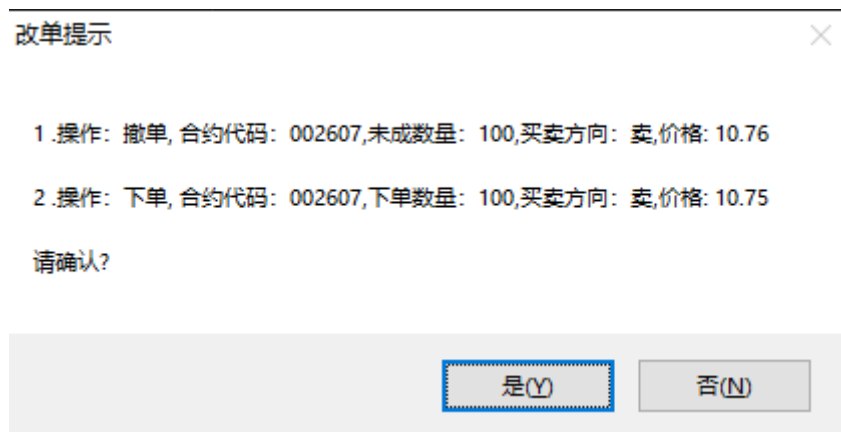 改单提示
1 .操作：撤单, 合约代码：002607,未成数量：100,买卖方向：卖,价格: 10.76
2 .操作：下单, 合约代码：002607,下单数量：100,买卖方向：卖,价格: 10.75
请确认?
是(Y)
否(N)